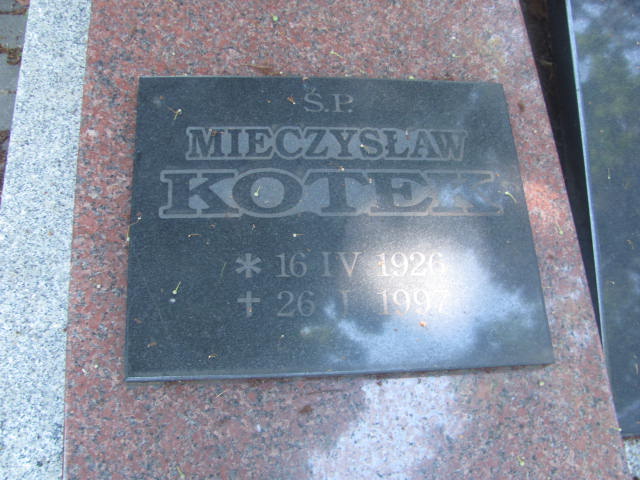 Ś.P.
MIECZYSŁAW
KOTEK
* 16 IV 1926
✝ 26 I 1997